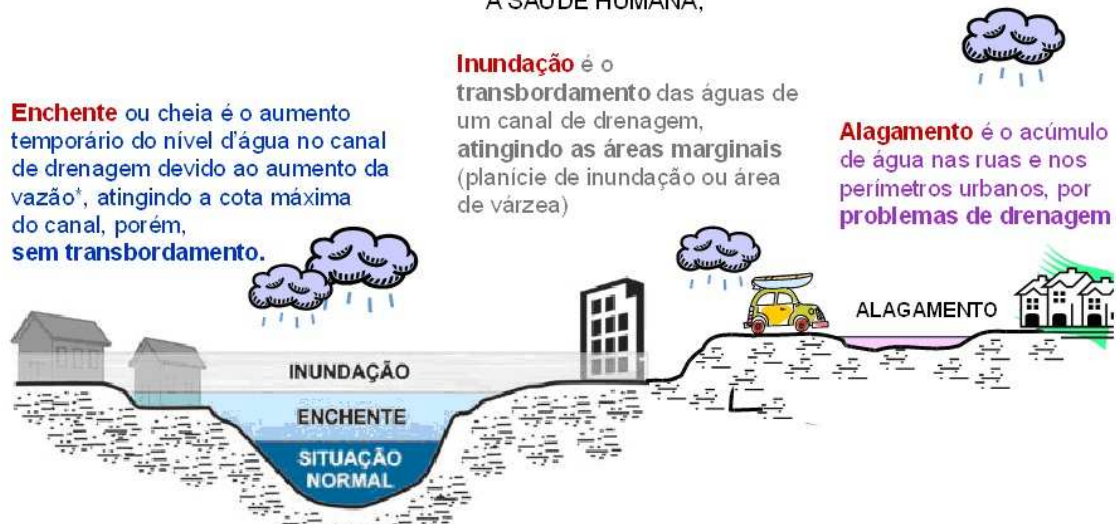 À SAÚDE HUMANA;
Enchente ou cheia é o aumento
temporário do nível d'água no canal
de drenagem devido ao aumento da
vazão*, atingindo a cota máxima
do canal, porém,
sem transbordamento.
Inundação é o
transbordamento das águas de
um canal de drenagem,
atingindo as áreas marginais
(planície de inundação ou área
de várzea)
Alagamento é o acúmulo
de água nas ruas e nos
perímetros urbanos, por
problemas de drenagem
ALAGAMENTO
INUNDAÇÃO
ENCHENTE
SITUAÇÃO
NORMAL